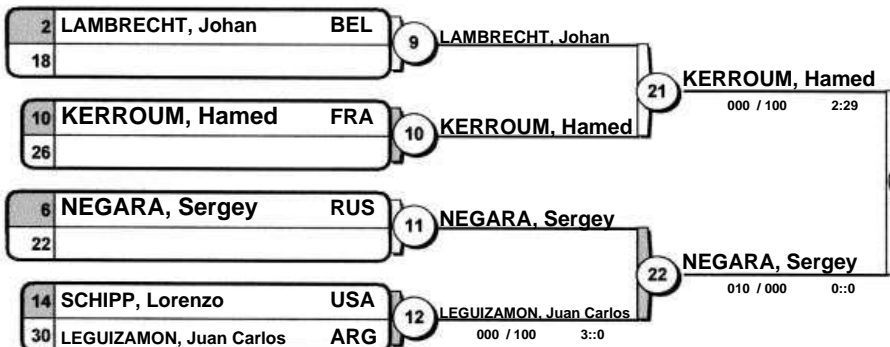 2 LAMBRECHT, Johan BEL
18
9 LAMBRECHT, Johan
10 KERROUM, Hamed FRA
26
10 KERROUM, Hamed
21 KERROUM, Hamed
000 / 100 2:29
6 NEGARA, Sergey RUS
22
11 NEGARA, Sergey
14 SCHIPP, Lorenzo USA
30 LEGUIZAMON, Juan Carlos ARG
12 LEGUIZAMON, Juan Carlos
000 / 100 3::0
22 NEGARA, Sergey
010 / 000 0::0